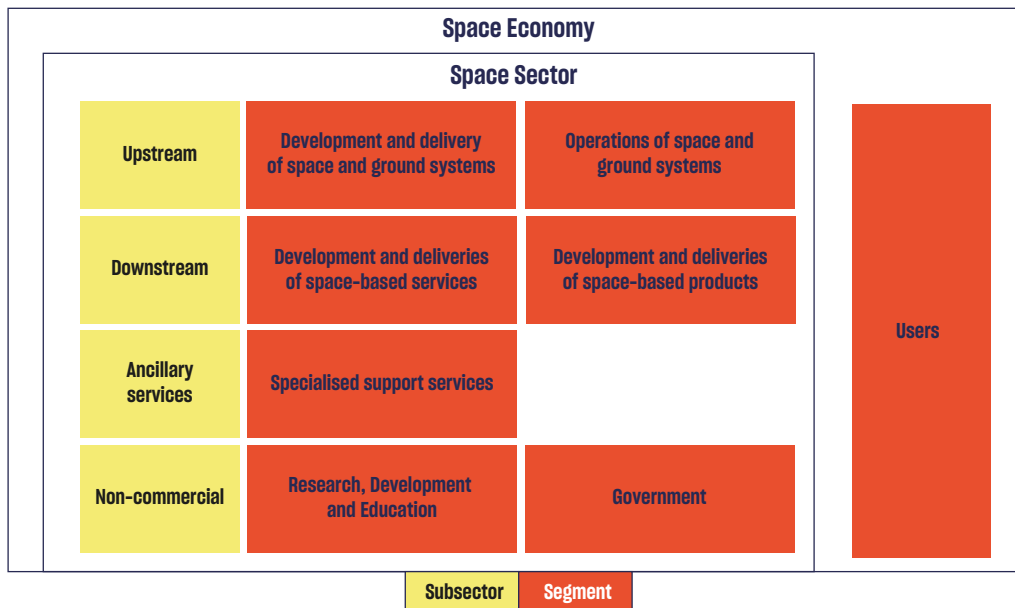 Space Economy
Space Sector
Upstream
Development and delivery
of space and ground systems
Operations of space and
ground systems
Downstream
Development and deliveries
of space-based services
Development and deliveries
of space-based products
Users
Ancillary
services
Specialised support services
Non-commercial
Research, Development
and Education
Government
Subsector
Segment